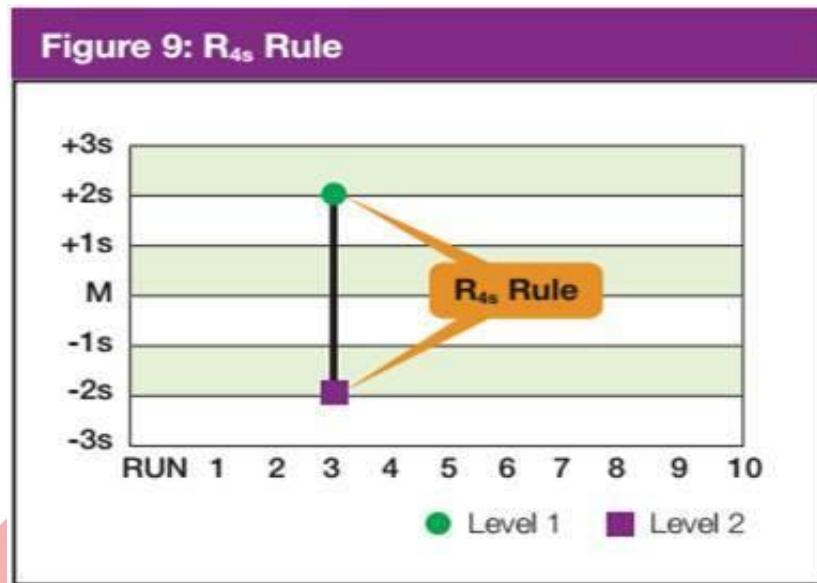 Figure 9: R4s Rule
+3s
+2s
+1s
M
-1s
-2s
-3s
R4s Rule
RUN 1 2 3 4 5 6 7 8 9 10
Level 1 Level 2